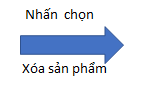 Nhấn chọn
Xóa sản phẩm